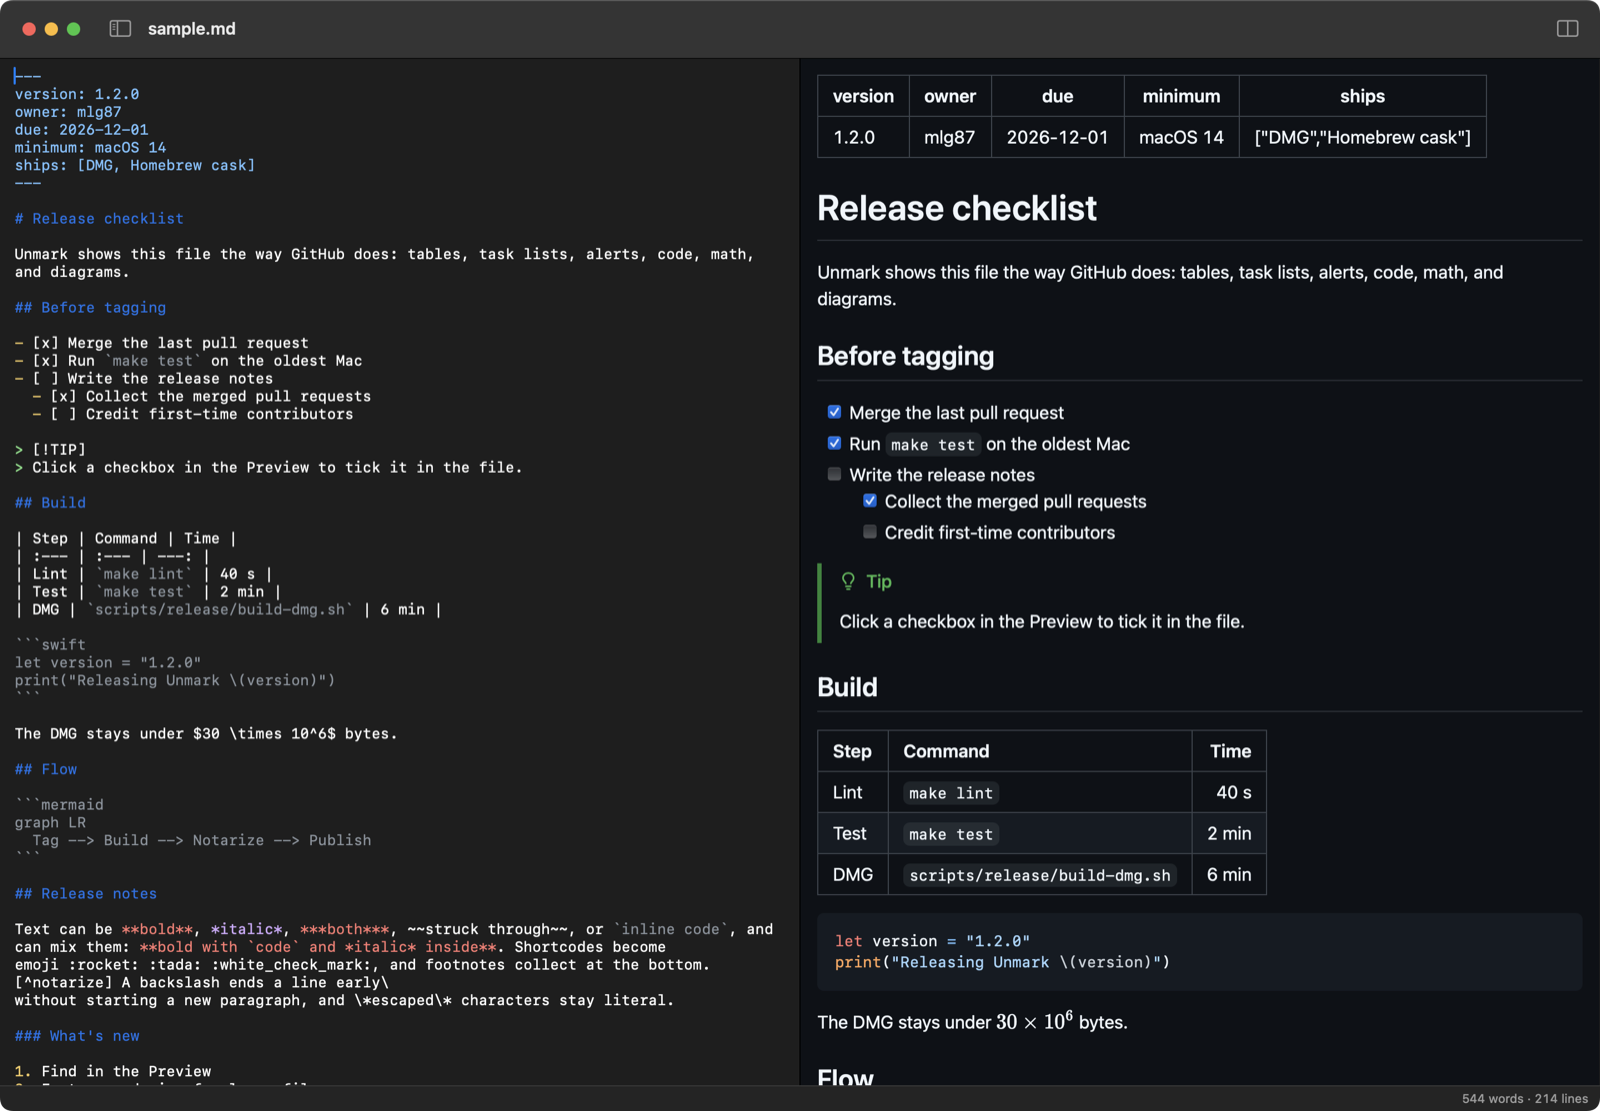 sample.md
---
version: 1.2.0
owner: mlg87
due: 2026-12-01
minimum: macOS 14
ships: [DMG, Homebrew cask]
---
# Release checklist
Unmark shows this file the way GitHub does: tables, task lists, alerts, code, math,
and diagrams.
## Before tagging
- [x] Merge the last pull request
- [x] Run `make test` on the oldest Mac
- [ ] Write the release notes
  - [x] Collect the merged pull requests
  - [ ] Credit first-time contributors
> [!TIP]
> Click a checkbox in the Preview to tick it in the file.
## Build
| Step | Command | Time |
| :--- | :--- | ---: |
| Lint | `make lint` | 40 s |
| Test | `make test` | 2 min |
| DMG | `scripts/release/build-dmg.sh` | 6 min |
```swift
let version = "1.2.0"
print("Releasing Unmark \(version)")
```
The DMG stays under $30 \times 10^6$ bytes.
## Flow
```mermaid
graph LR
  Tag --> Build --> Notarize --> Publish
```
## Release notes
Text can be **bold**, *italic*, ***both***, ~~struck through~~, or `inline code`, and
can mix them: **bold with `code` and *italic* inside**. Shortcodes become
emoji :rocket: :tada: :white_check_mark:, and footnotes collect at the bottom.
[^notarize] A backslash ends a line early\
without starting a new paragraph, and \*escaped\* characters stay literal.
### What's new
1. Find in the Preview
version owner due minimum ships
1.2.0 mlg87 2026-12-01 macOS 14 ["DMG","Homebrew cask"]
Release checklist
Unmark shows this file the way GitHub does: tables, task lists, alerts, code, math, and
diagrams.
Before tagging
Merge the last pull request
Run make test on the oldest Mac
Write the release notes
Collect the merged pull requests
Credit first-time contributors
Tip
Click a checkbox in the Preview to tick it in the file.
Build
Step Command Time
Lint make lint 40 s
Test make test 2 min
DMG scripts/release/build-dmg.sh 6 min
let version = "1.2.0"
print("Releasing Unmark \(version)")
The DMG stays under 30 × 10⁶ bytes.
Flow
544 words · 214 lines